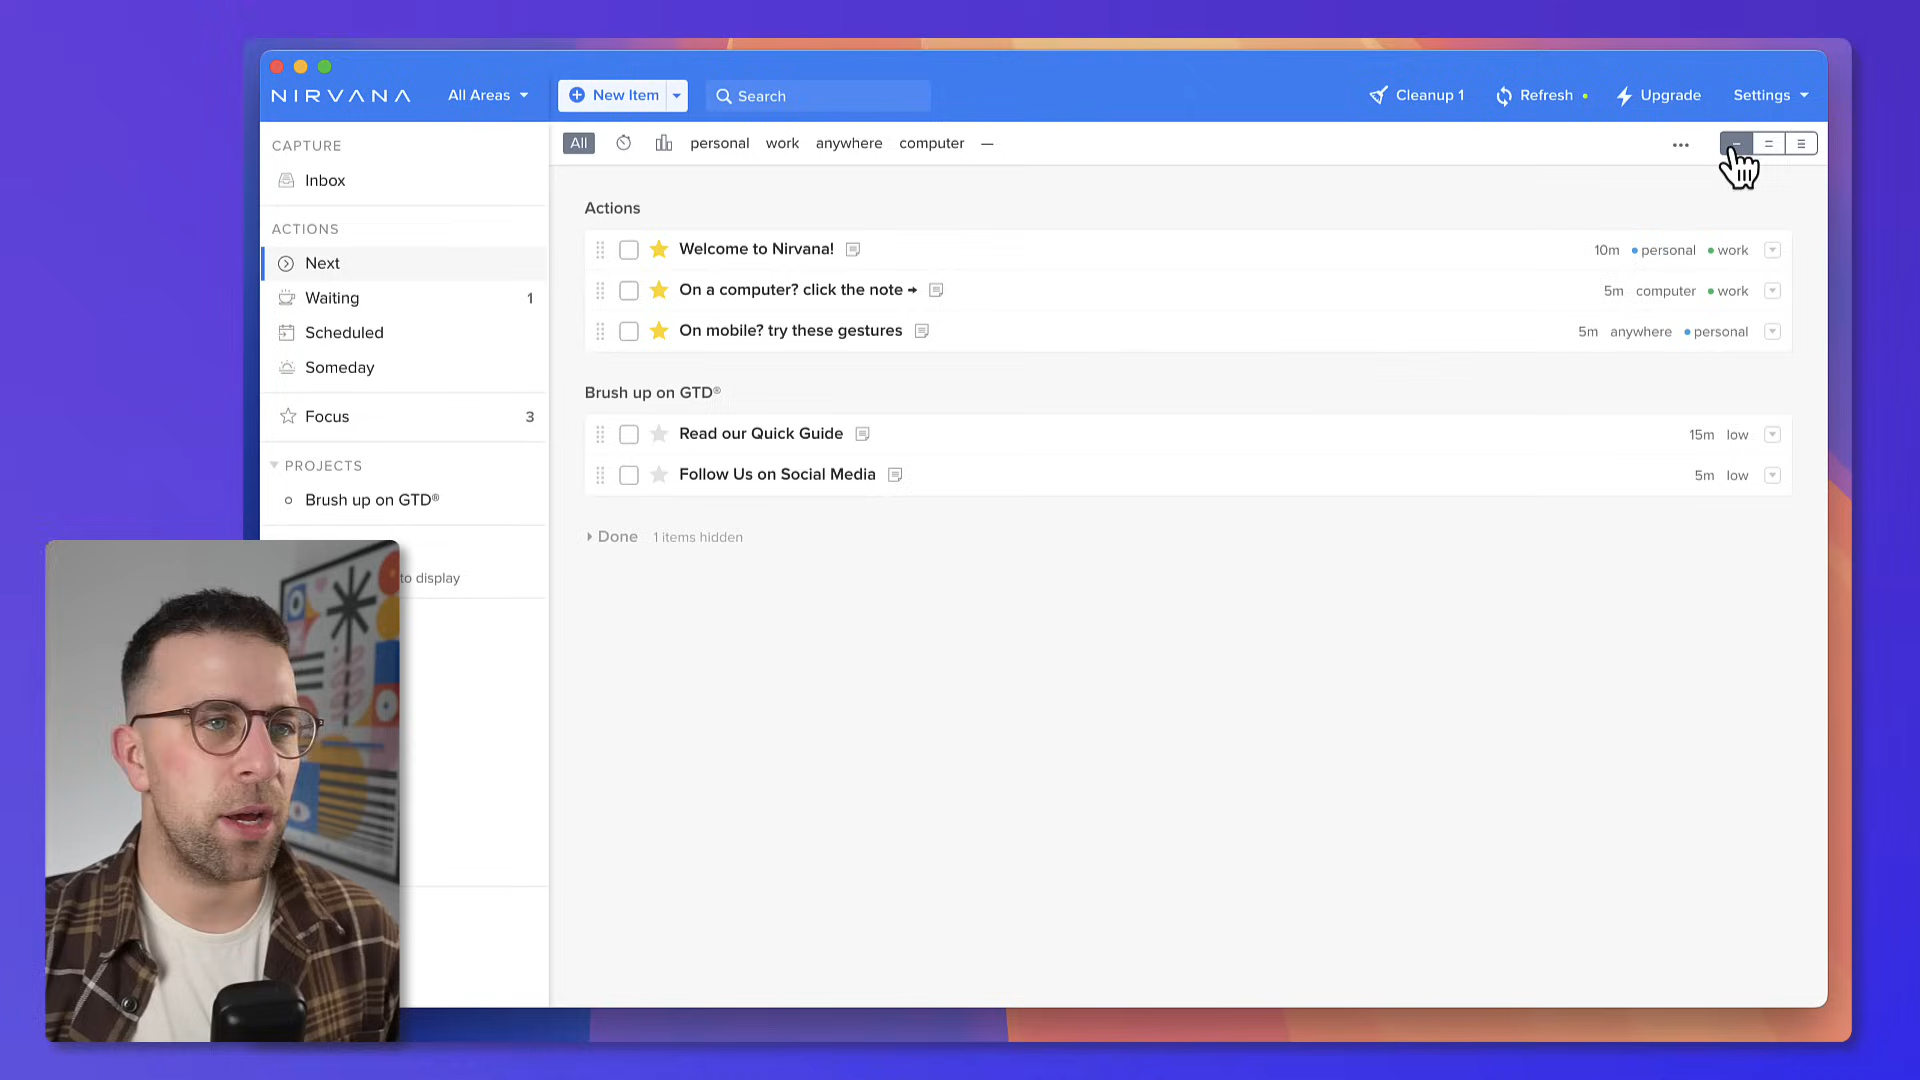 NIRVANA
All Areas
New Item
Search
Cleanup 1
Refresh
Upgrade
Settings
CAPTURE
Inbox
ACTIONS
Next
Waiting 1
Scheduled
Someday
Focus 3
PROJECTS
Brush up on GTD®
to display
All
personal
work
anywhere
computer
—
Actions
Welcome to Nirvana! 10m personal work
On a computer? click the note → 5m computer work
On mobile? try these gestures 5m anywhere personal
Brush up on GTD®
Read our Quick Guide 15m low
Follow Us on Social Media 5m low
Done 1 items hidden